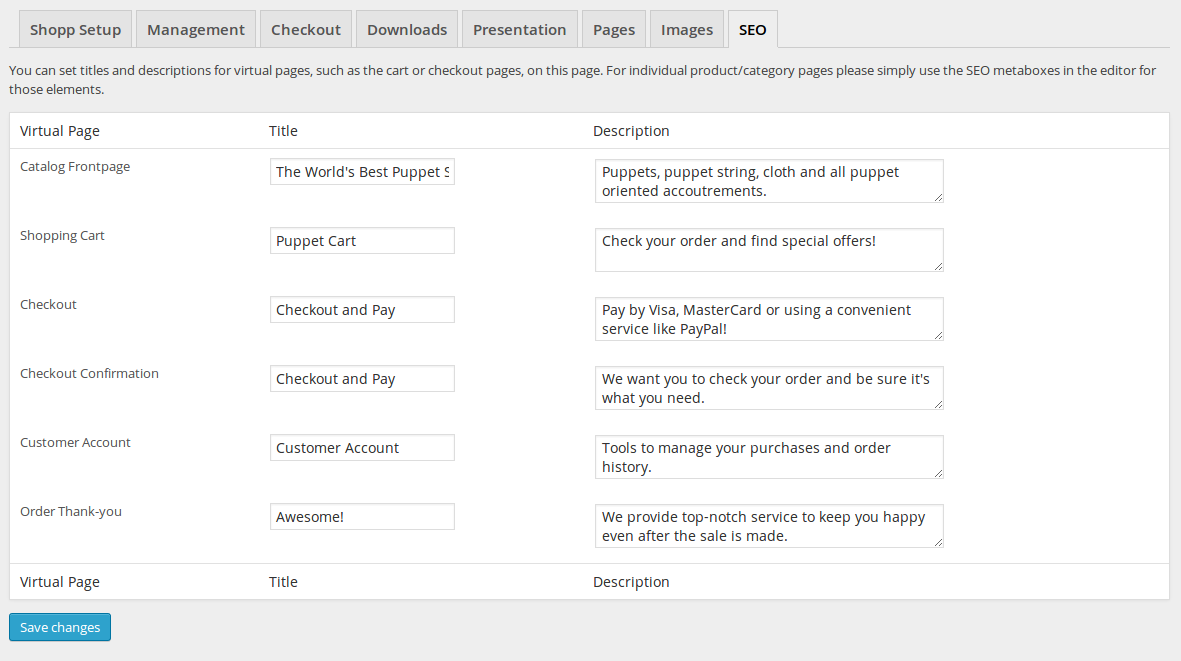 Shopp Setup Management Checkout Downloads Presentation Pages Images SEO
You can set titles and descriptions for virtual pages, such as the cart or checkout pages, on this page. For individual product/category pages please simply use the SEO metaboxes in the editor for
those elements.
Virtual Page Title Description
Catalog Frontpage The World's Best Puppet S Puppets, puppet string, cloth and all puppet
oriented accoutrements.
Shopping Cart Puppet Cart Check your order and find special offers!
Checkout Checkout and Pay Pay by Visa, MasterCard or using a convenient
service like PayPal!
Checkout Confirmation Checkout and Pay We want you to check your order and be sure it's
what you need.
Customer Account Customer Account Tools to manage your purchases and order
history.
Order Thank-you Awesome! We provide top-notch service to keep you happy
even after the sale is made.
Virtual Page Title Description
Save changes